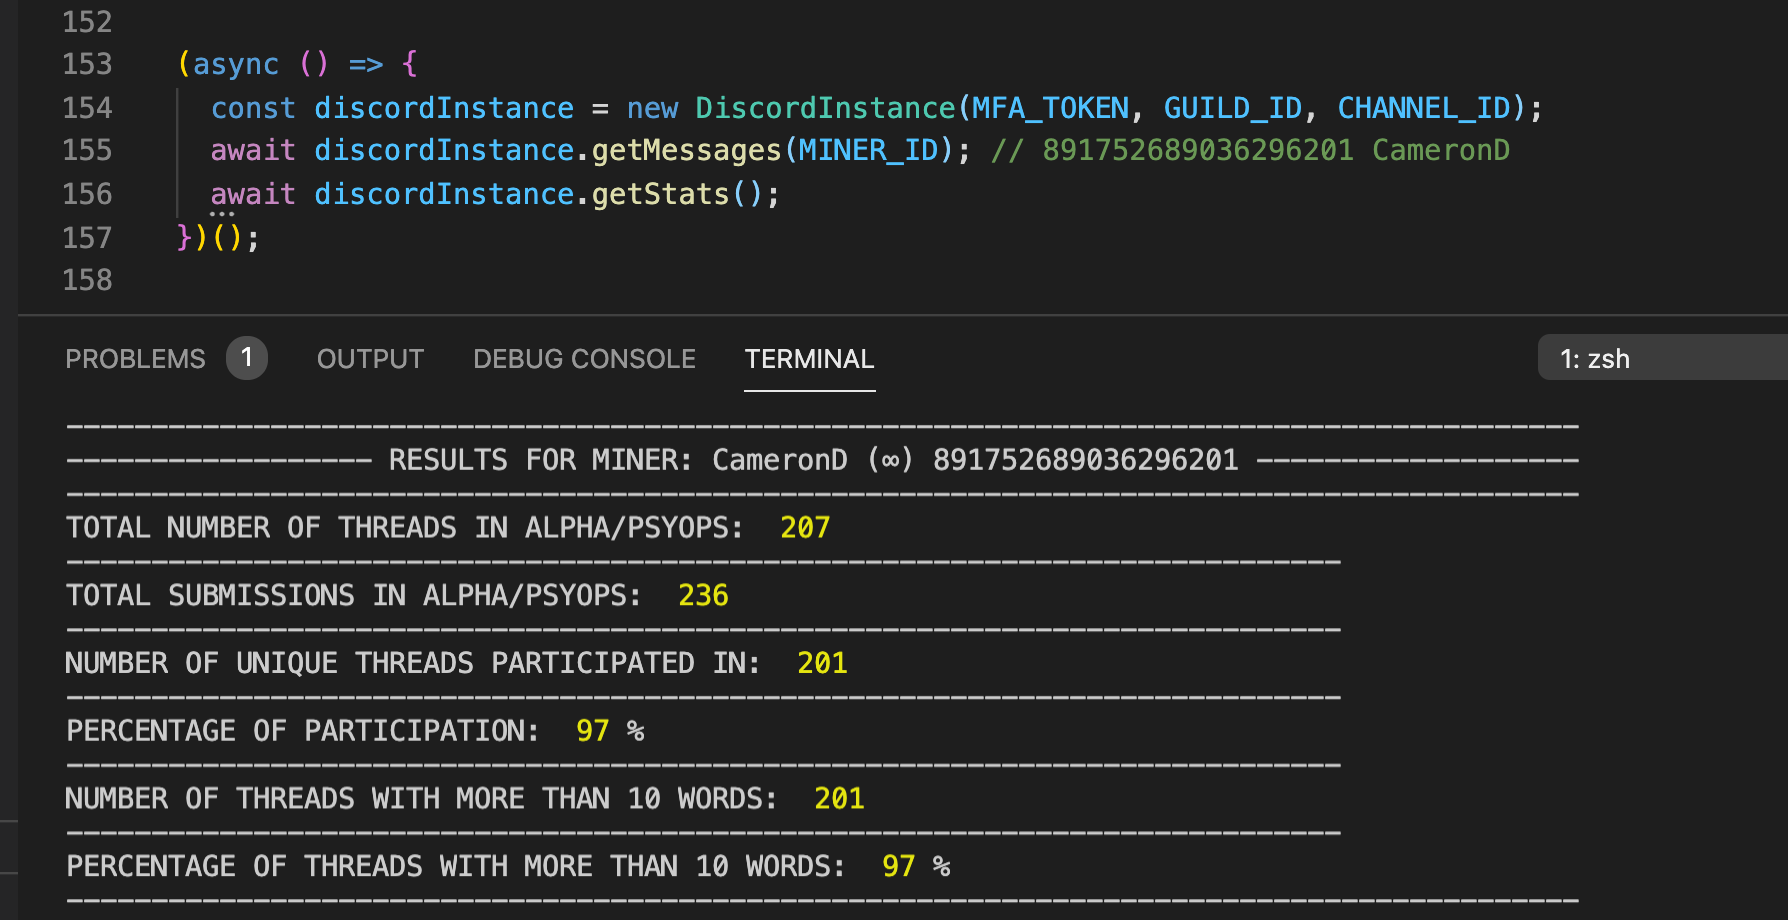 152
153 (async () => {
154 const discordInstance = new DiscordInstance(MFA_TOKEN, GUILD_ID, CHANNEL_ID);
155 await discordInstance.getMessages(MINER_ID); // 891752689036296201 CameronD
156 await discordInstance.getStats();
157 })();
158
PROBLEMS 1 OUTPUT DEBUG CONSOLE TERMINAL 1: zsh
RESULTS FOR MINER: CameronD (∞) 891752689036296201
TOTAL NUMBER OF THREADS IN ALPHA/PSYOPS: 207
TOTAL SUBMISSIONS IN ALPHA/PSYOPS: 236
NUMBER OF UNIQUE THREADS PARTICIPATED IN: 201
PERCENTAGE OF PARTICIPATION: 97 %
NUMBER OF THREADS WITH MORE THAN 10 WORDS: 201
PERCENTAGE OF THREADS WITH MORE THAN 10 WORDS: 97 %